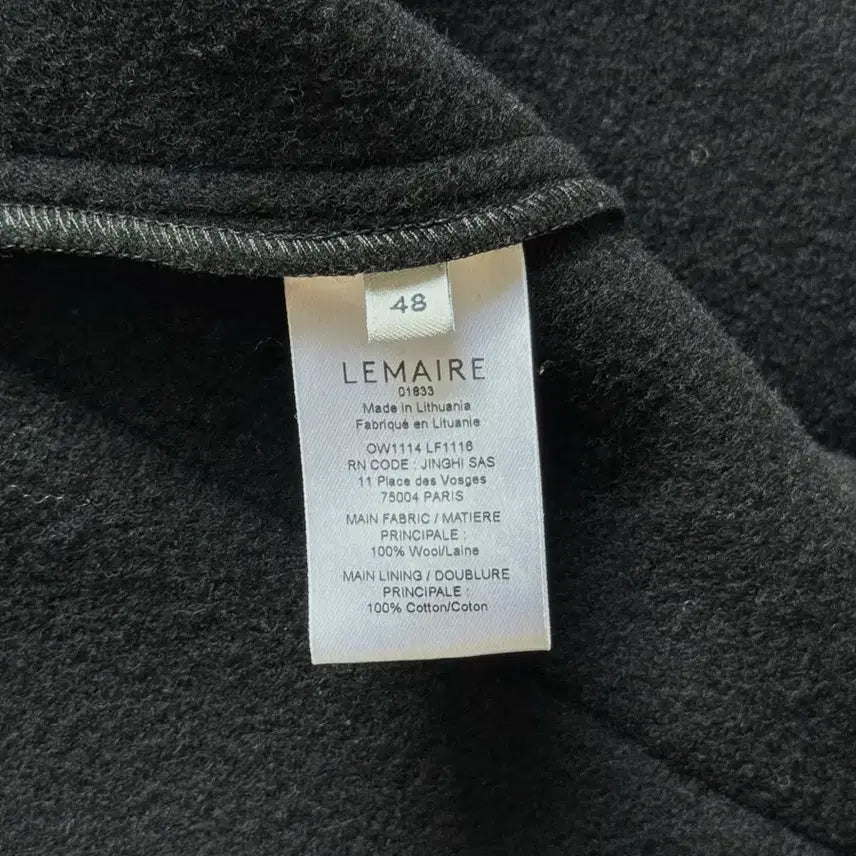 48
LEMAIRE
01833
Made in Lithuania
Fabriqué en Lituanie
OW1114 LF1116
RN CODE : JINGHI SAS
11 Place des Vosges
75004 PARIS
MAIN FABRIC / MATIERE
PRINCIPALE :
100% Wool/Laine
MAIN LINING / DOUBLURE
PRINCIPALE :
100% Cotton/Coton